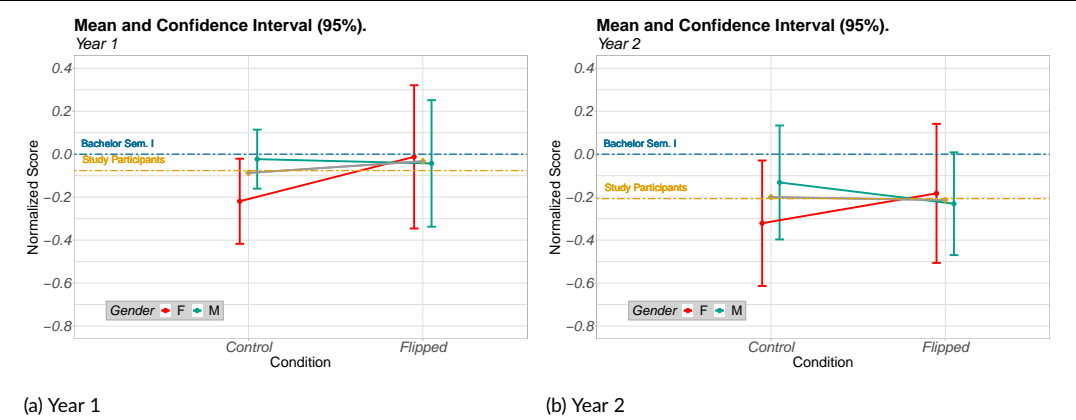 Mean and Confidence Interval (95%).
Year 1
Normalized Score
0.4
0.2
0.0
−0.2
−0.4
−0.6
−0.8
Bachelor Sem. I
Study Participants
Gender F M
Control Flipped
Condition
(a) Year 1
Mean and Confidence Interval (95%).
Year 2
Normalized Score
0.4
0.2
0.0
−0.2
−0.4
−0.6
−0.8
Bachelor Sem. I
Study Participants
Gender F M
Control Flipped
Condition
(b) Year 2